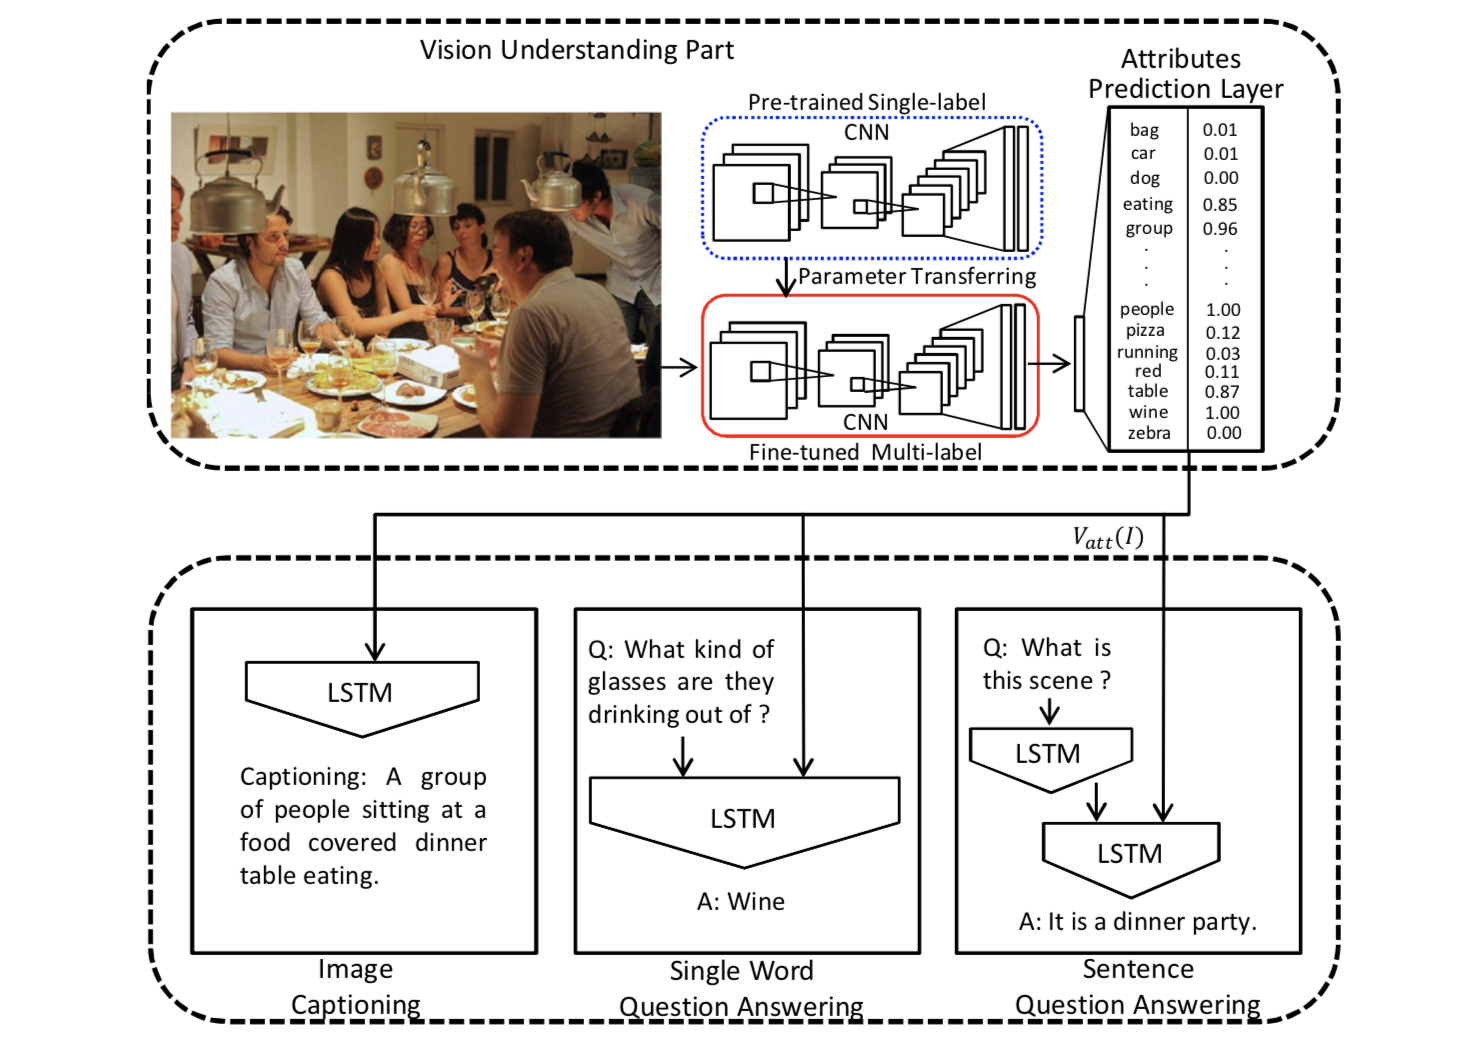 Vision Understanding Part
Pre-trained Single-label
CNN
Parameter Transferring
CNN
Fine-tuned Multi-label
Attributes
Prediction Layer
bag 0.01
car 0.01
dog 0.00
eating 0.85
group 0.96
. .
. .
. .
people 1.00
pizza 0.12
running 0.03
red 0.11
table 0.87
wine 1.00
zebra 0.00
V_att(I)
LSTM
Captioning: A group
of people sitting at a
food covered dinner
table eating.
Image
Captioning
Q: What kind of
glasses are they
drinking out of ?
LSTM
A: Wine
Single Word
Question Answering
Q: What is
this scene ?
LSTM
LSTM
A: It is a dinner party.
Sentence
Question Answering